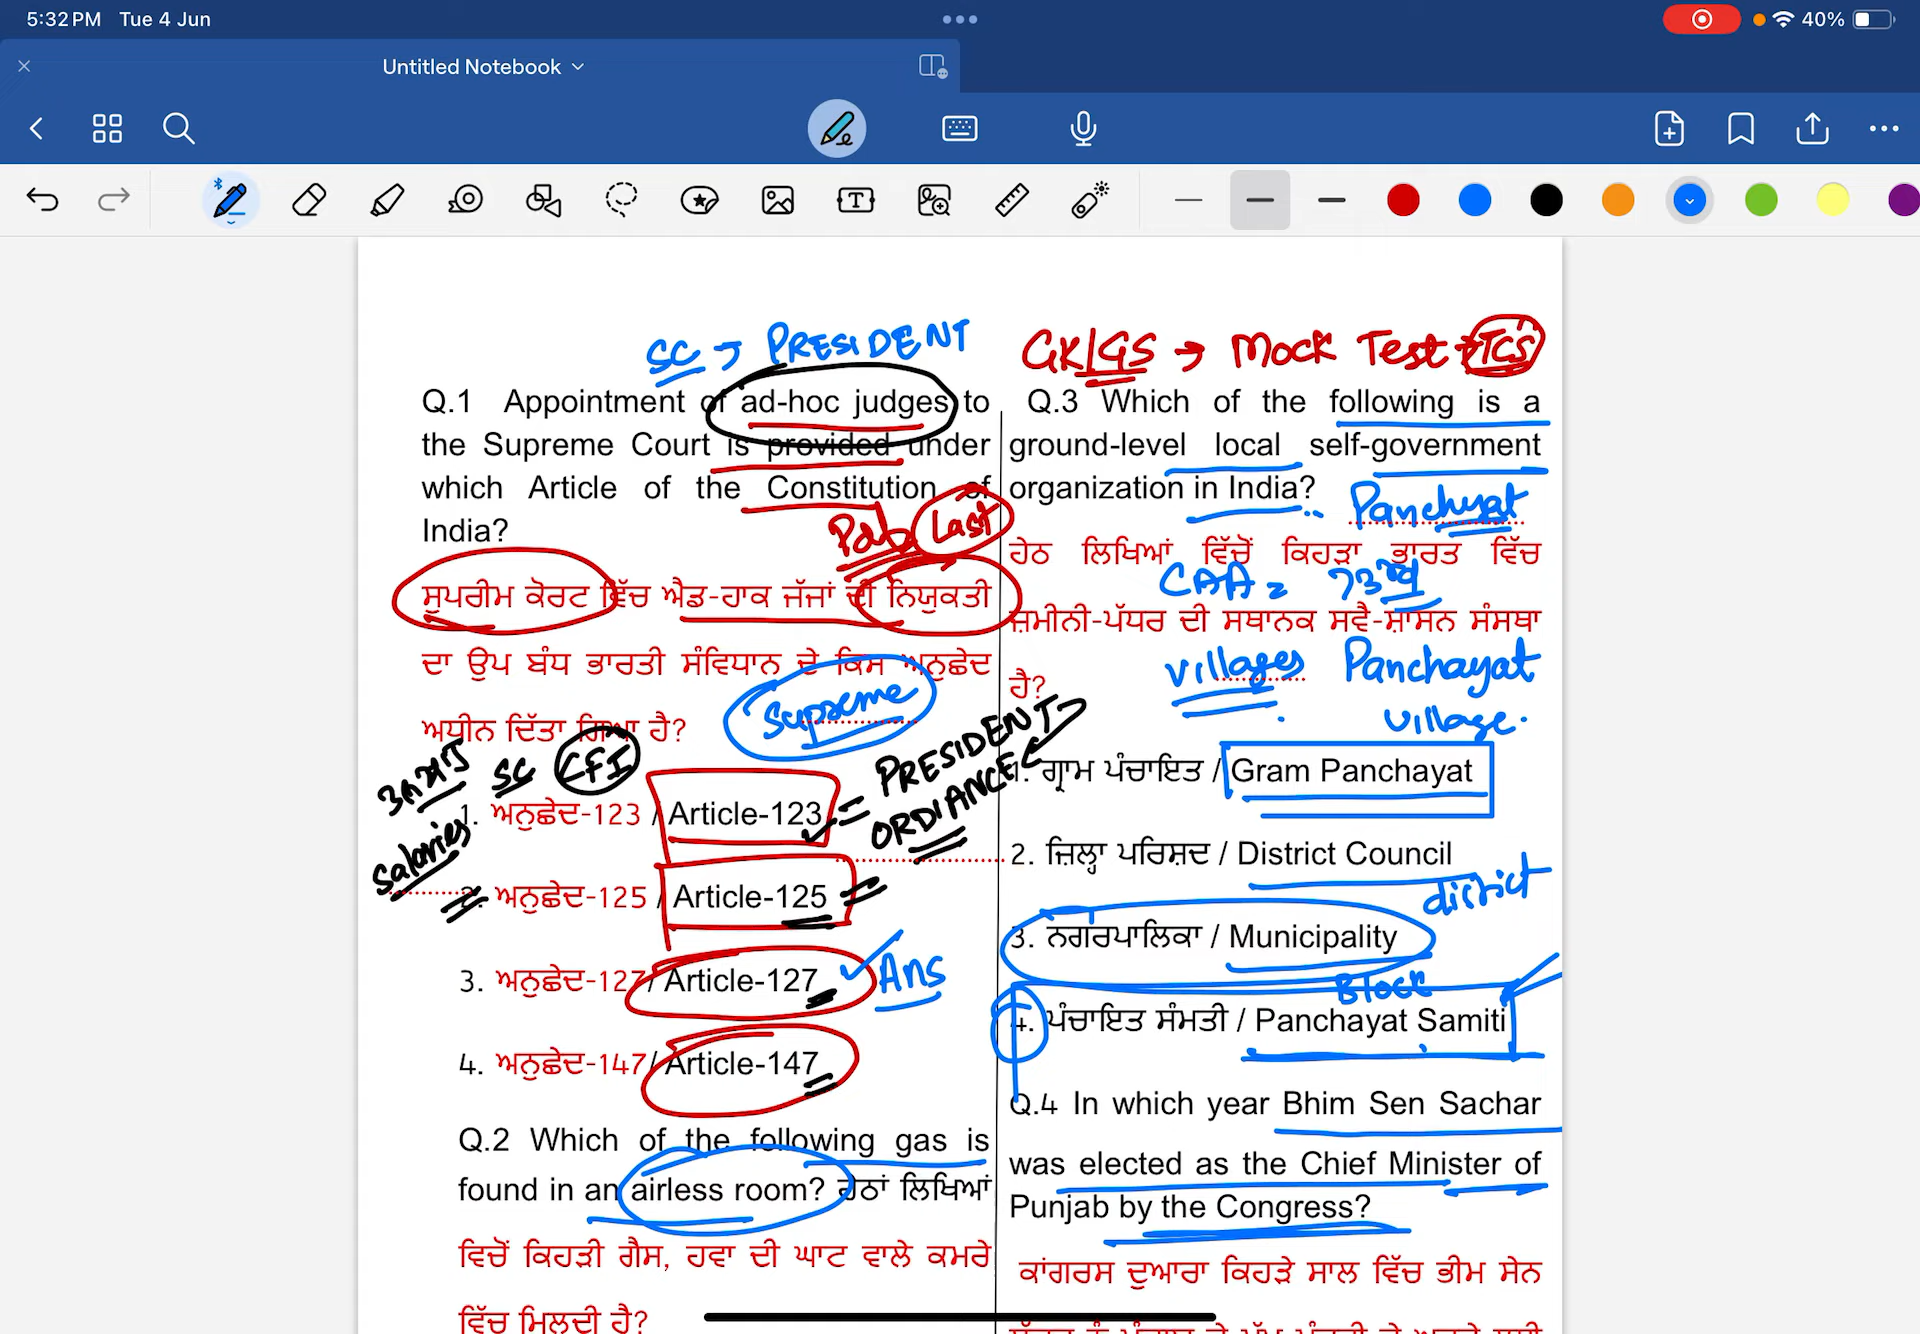 5:32 PM Tue 4 Jun
40%
Untitled Notebook
SC → PRESIDENT
Q.1 Appointment of ad-hoc judges to
the Supreme Court is provided under
which Article of the Constitution of
India?
Last
ਸੁਪਰੀਮ ਕੋਰਟ ਵਿੱਚ ਐਡ-ਹਾਕ ਜੱਜਾਂ ਦੀ ਨਿਯੁਕਤੀ
ਦਾ ਉਪ ਬੰਧ ਭਾਰਤੀ ਸੰਵਿਧਾਨ ਦੇ ਕਿਸ ਅਨੁਛੇਦ
ਅਧੀਨ ਦਿੱਤਾ ਗਿਆ ਹੈ?
Supreme
SC CFI
Salaries
PRESIDENT
ORDIANCE
1. ਅਨੁਛੇਦ-123 / Article-123
2. ਅਨੁਛੇਦ-125 / Article-125
3. ਅਨੁਛੇਦ-127 / Article-127
Ans
4. ਅਨੁਛੇਦ-147/ Article-147
Q.2 Which of the following gas is
found in an airless room? ਹੇਠਾਂ ਲਿਖਿਆਂ
ਵਿਚੋਂ ਕਿਹੜੀ ਗੈਸ, ਹਵਾ ਦੀ ਘਾਟ ਵਾਲੇ ਕਮਰੇ
ਵਿੱਚ ਮਿਲਦੀ ਹੈ?
GK/GS → Mock Test → TCS
Q.3 Which of the following is a
ground-level local self-government
organization in India?
Panchyat
ਹੇਠ ਲਿਖਿਆਂ ਵਿੱਚੋਂ ਕਿਹੜਾ ਭਾਰਤ ਵਿੱਚ
CAA = 73rd
ਜ਼ਮੀਨੀ-ਪੱਧਰ ਦੀ ਸਥਾਨਕ ਸਵੈ-ਸ਼ਾਸਨ ਸੰਸਥਾ
ਹੈ?
villages Panchayat
village.
1. ਗ੍ਰਾਮ ਪੰਚਾਇਤ / Gram Panchayat
2. ਜ਼ਿਲ੍ਹਾ ਪਰਿਸ਼ਦ / District Council
district
3. ਨਗਰਪਾਲਿਕਾ / Municipality
Block
4. ਪੰਚਾਇਤ ਸੰਮਤੀ / Panchayat Samiti
Q.4 In which year Bhim Sen Sachar
was elected as the Chief Minister of
Punjab by the Congress?
ਕਾਂਗਰਸ ਦੁਆਰਾ ਕਿਹੜੇ ਸਾਲ ਵਿੱਚ ਭੀਮ ਸੇਨ